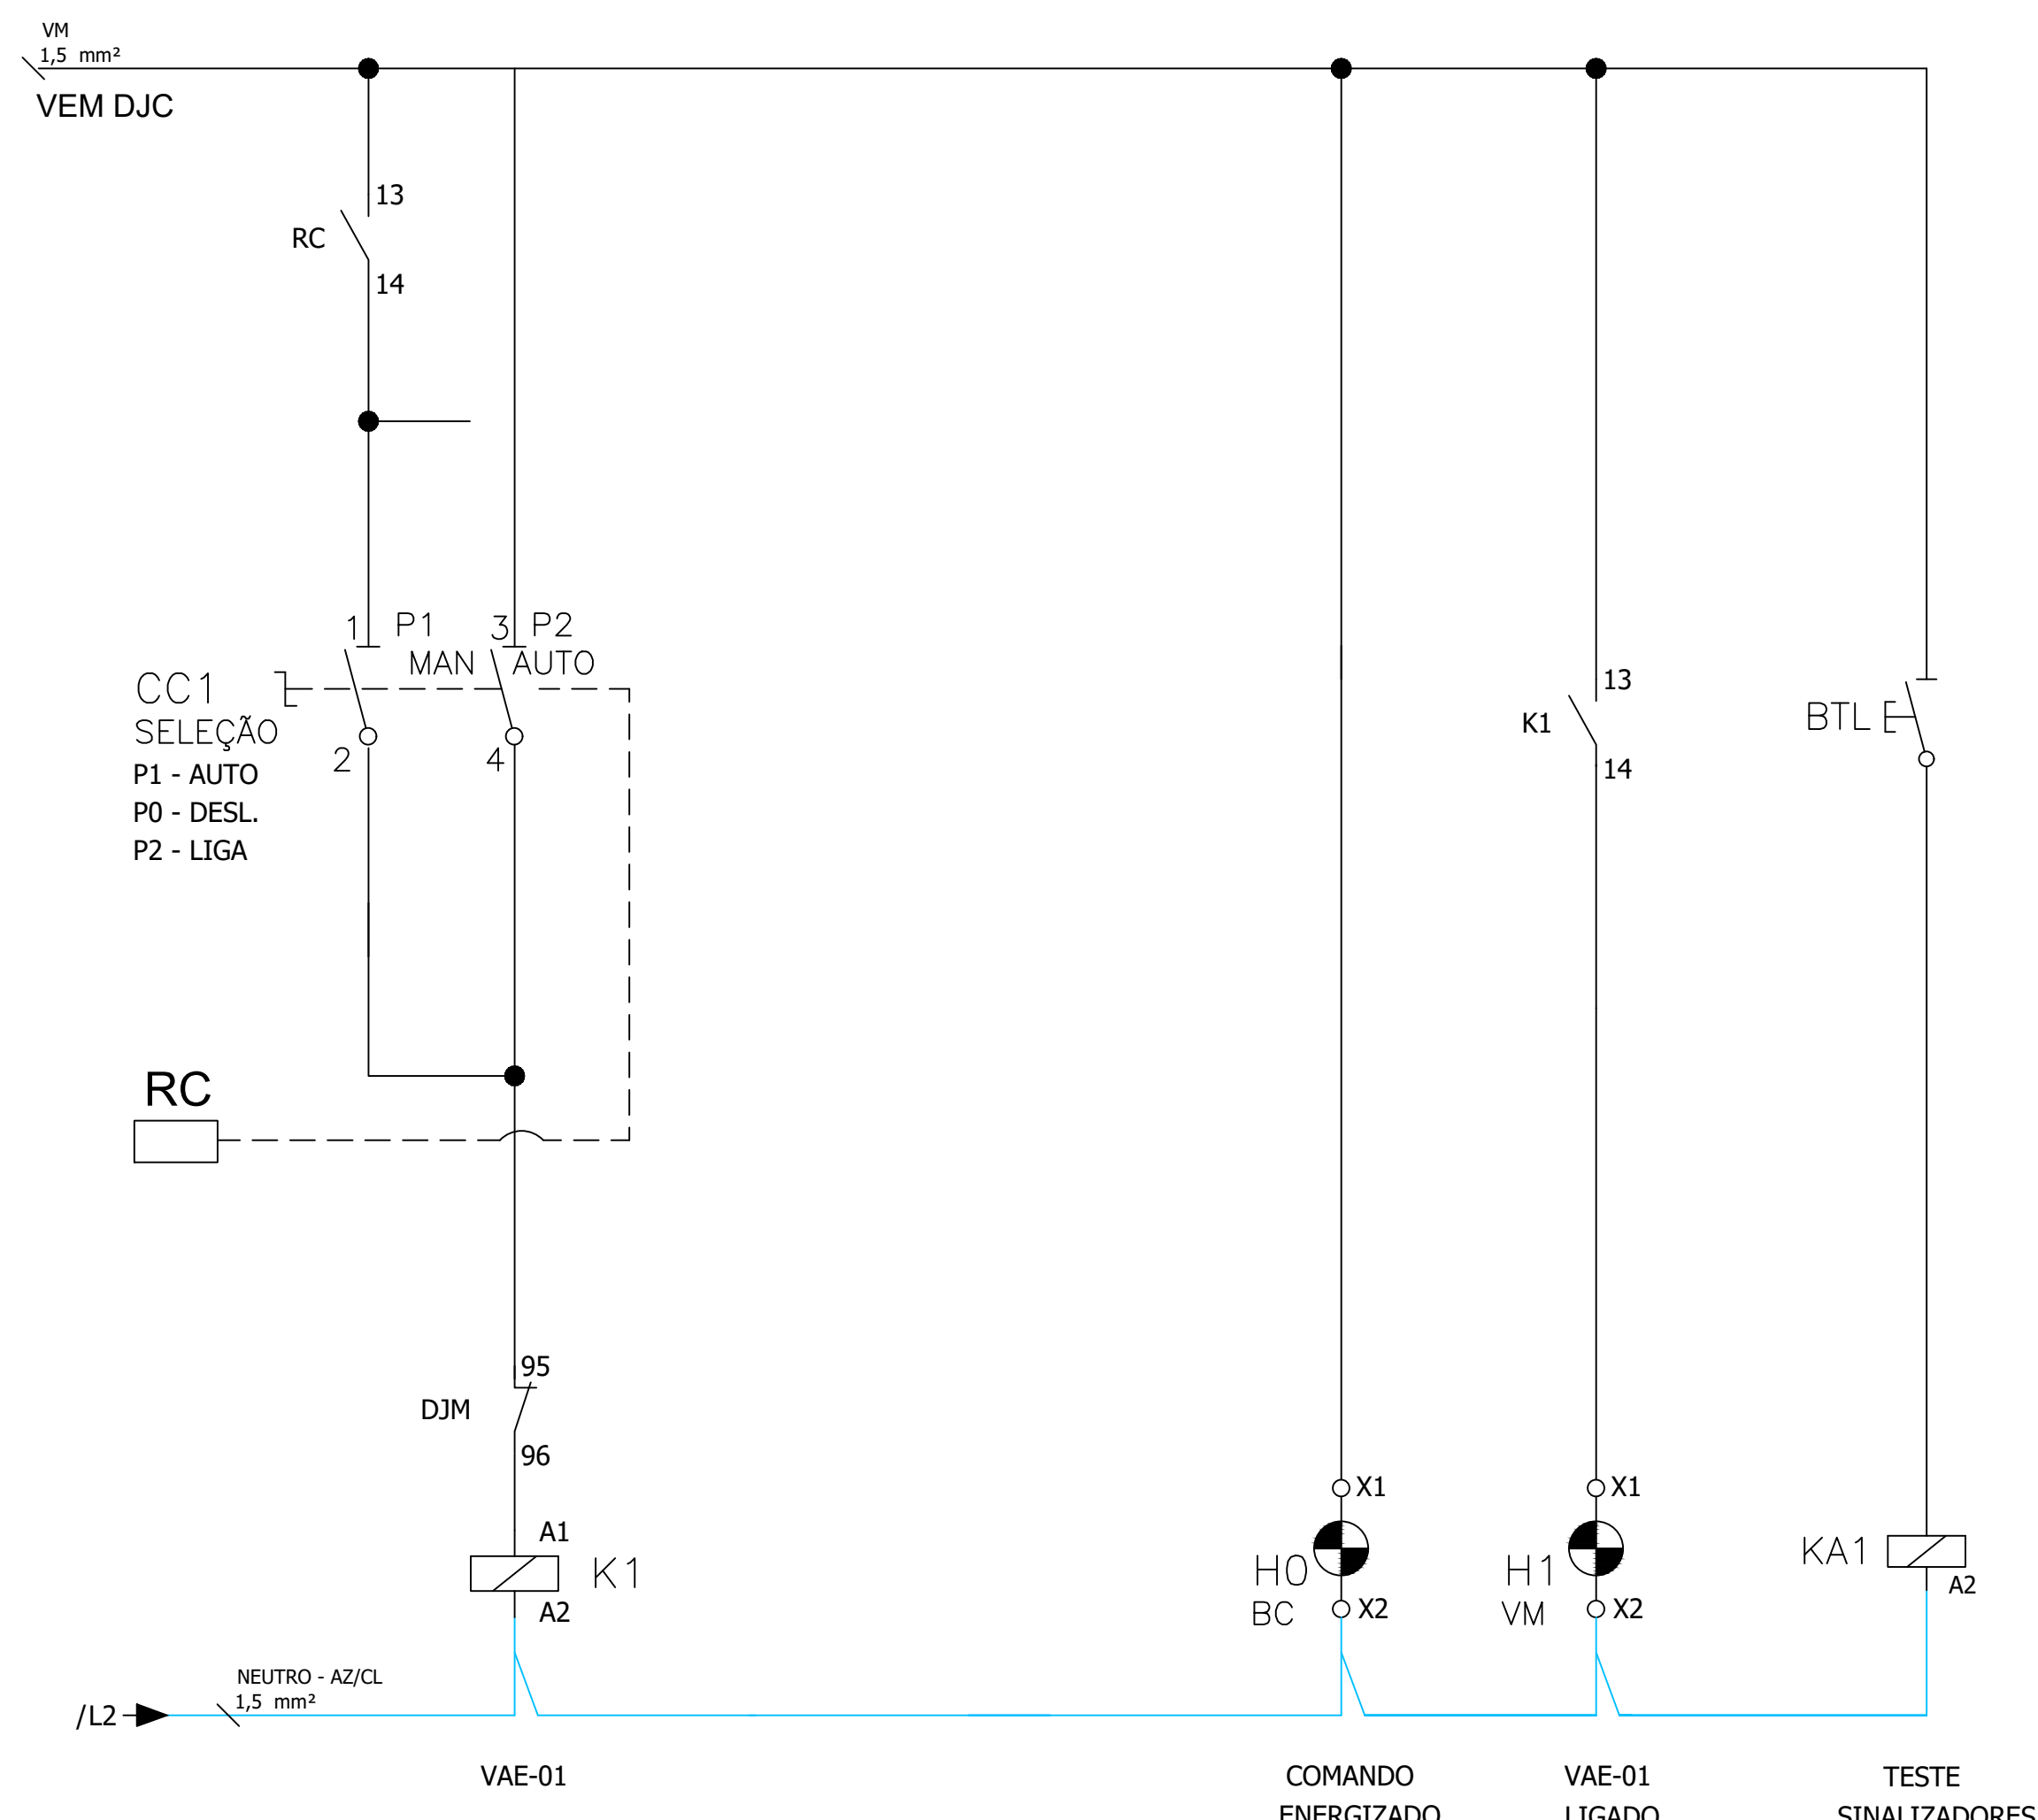 VM
1,5 mm²
VEM DJC
13
RC
14
1 P1 3 P2
MAN AUTO
CC1
SELEÇÃO
2 4
P1 - AUTO
P0 - DESL.
P2 - LIGA
13
K1
14
BTL
RC
95
DJM
96
A1
K1
A2
X1
H0
BC
X2
X1
H1
VM
X2
KA1
A2
NEUTRO - AZ/CL
1,5 mm²
/L2
VAE-01
COMANDO
ENERGIZADO
VAE-01
LIGADO
TESTE
SINALIZADORES